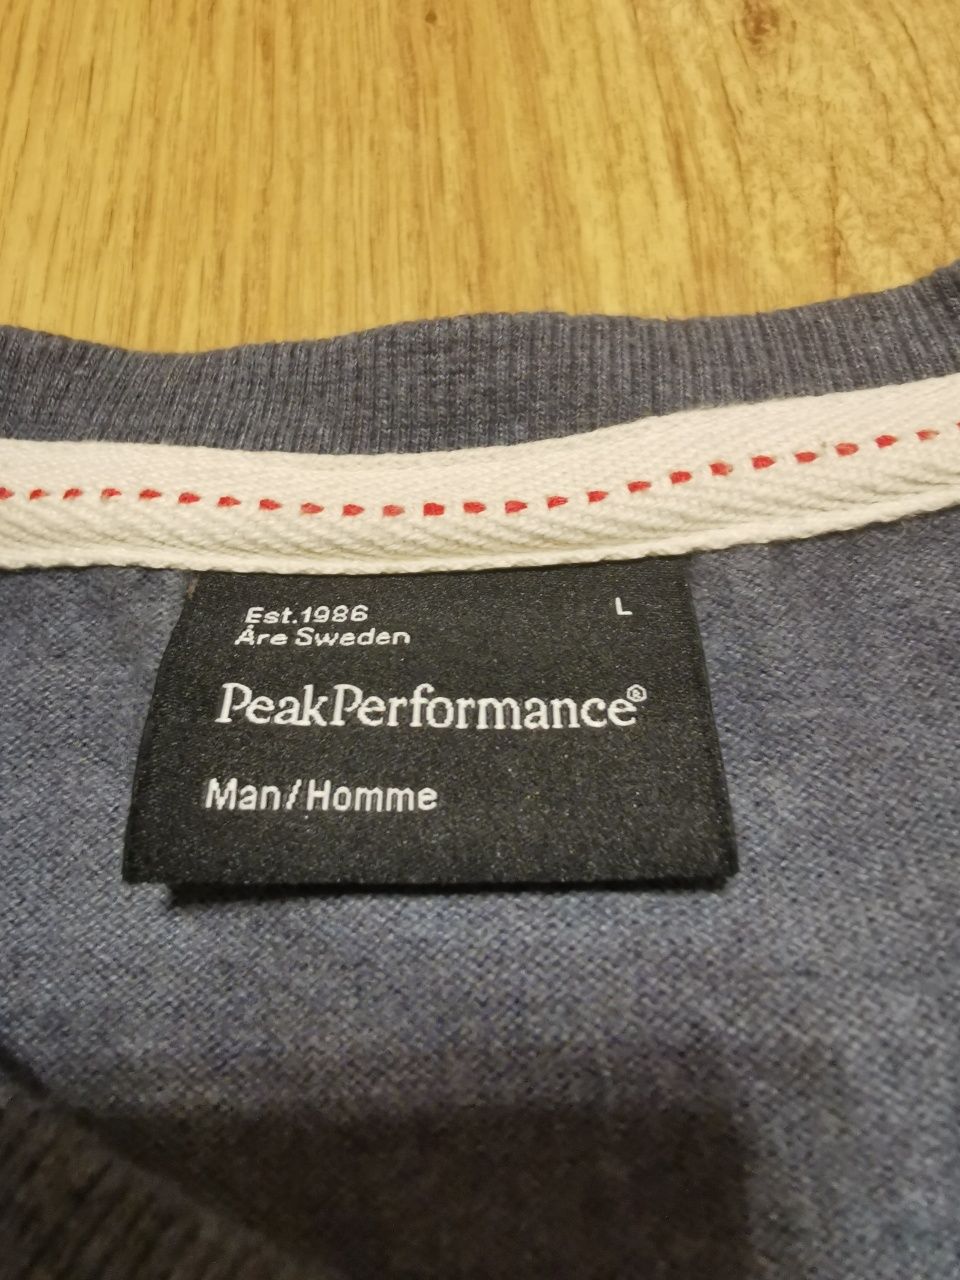 Est.1986
Åre Sweden
L
PeakPerformance®
Man/Homme